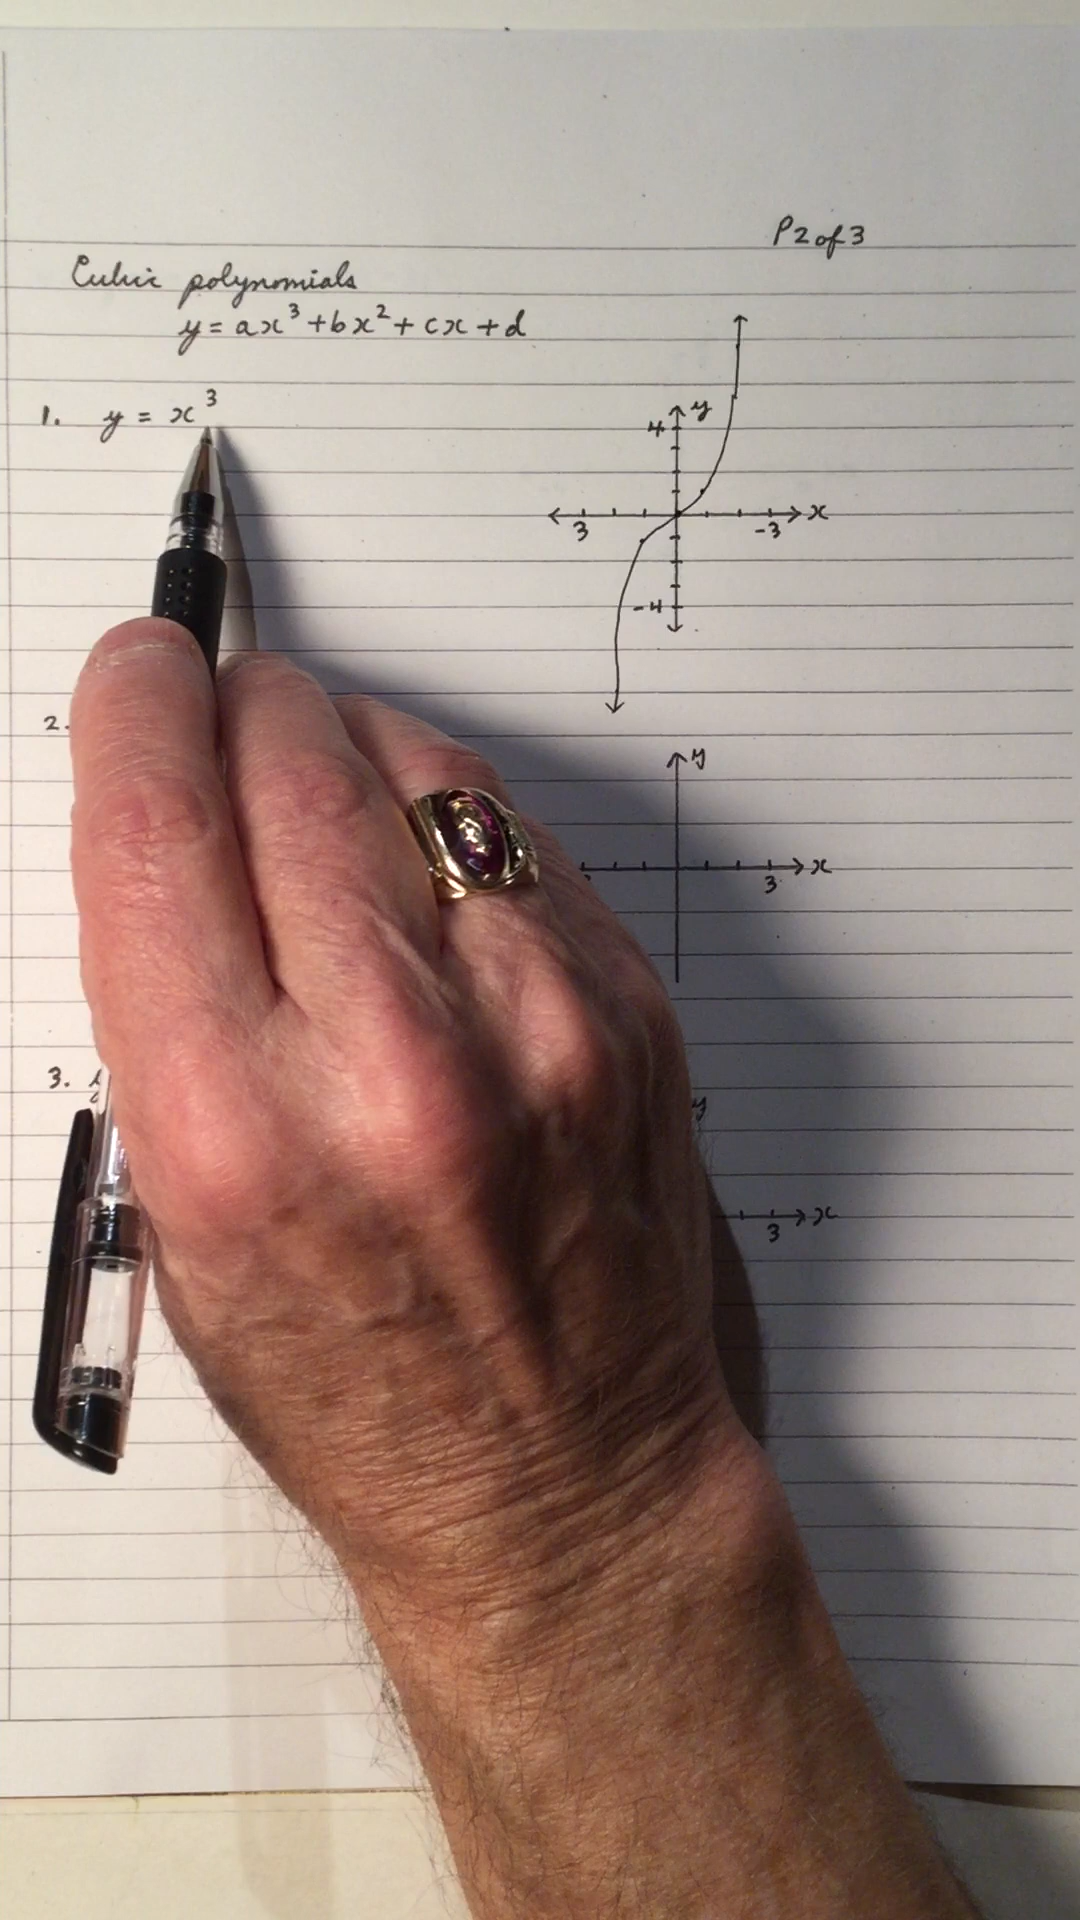 P2 of 3
Cubic polynomials
y = ax³ + bx² + cx + d
1. y = x³
y
4
3 -3 x
-4
2.
y
3 x
3.
y
3 x